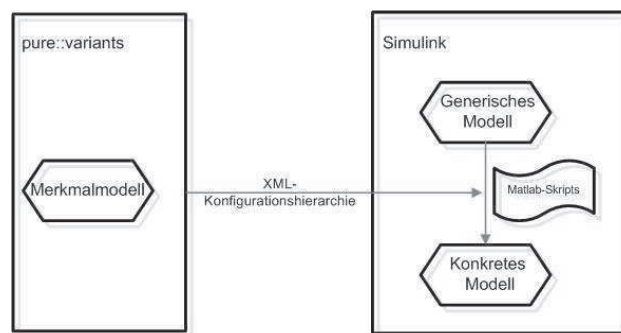 pure::variants
Merkmalmodell
XML-
Konfigurationshierarchie
Simulink
Generisches
Modell
Matlab-Skripts
Konkretes
Modell